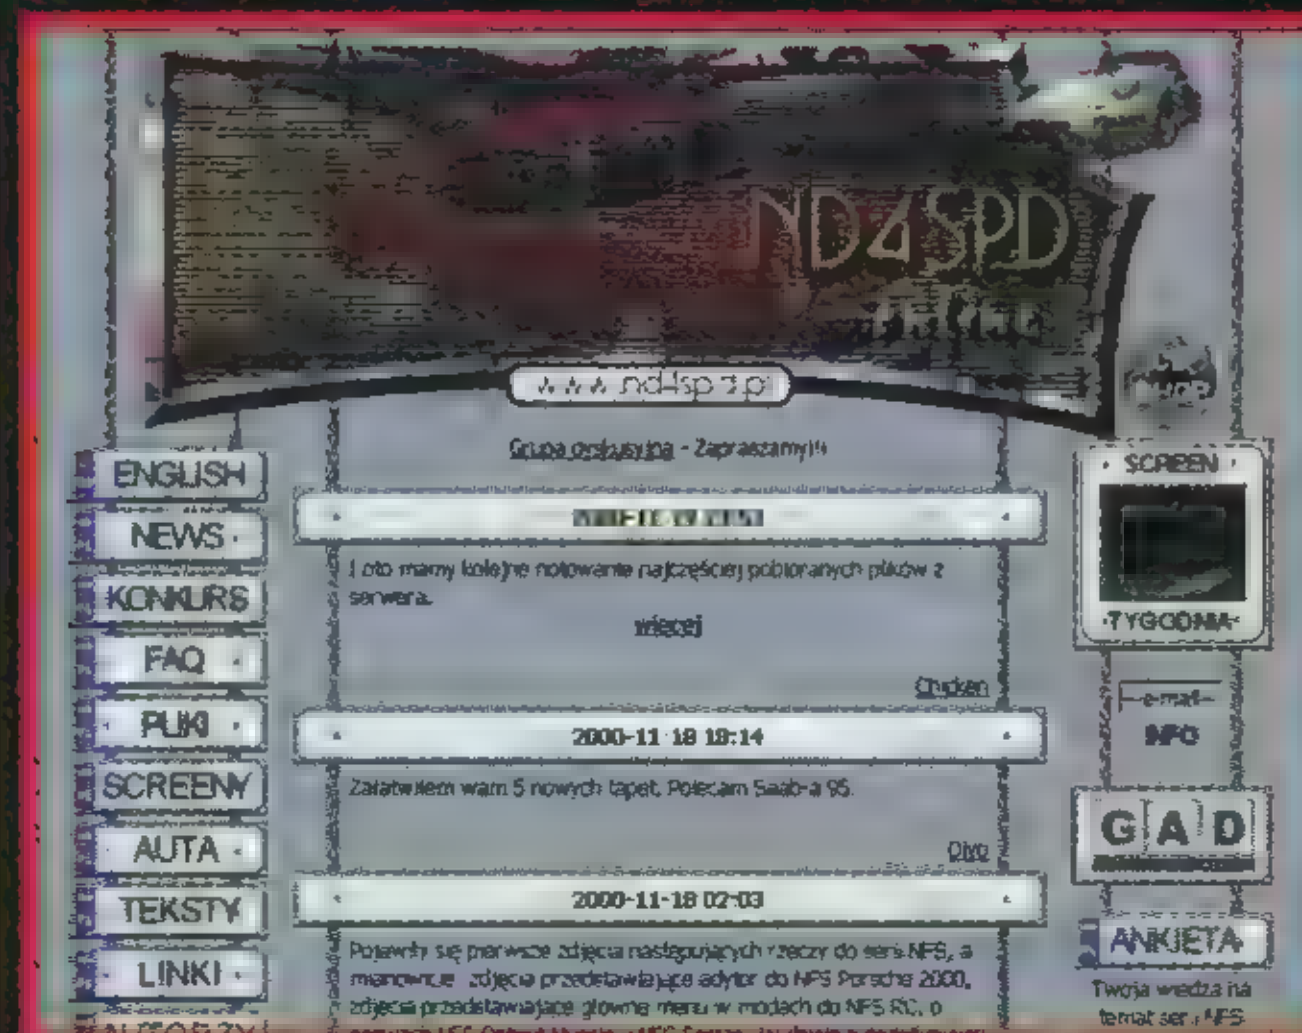 ND4SPD
Grupa dyskusyjna - Zapraszamy!!!
ENGLISH
NEWS
KONKURS
FAQ
PLIKI
SCREENY
AUTA
TEKSTY
LINKI
I oto mamy kolejne notowanie najczęściej pobieranych plików z
serwera.
więcej
Chicken
2000-11-18 18:14
Załatwiłem wam 5 nowych tapet. Polecam Saab-a 95.
2000-11-18 02:03
Pojawiły się pierwsze zdjęcia następujących rzeczy do serii NFS, a
mianowicie zdjęcia przedstawiające edytor do NFS Porsche 2000,
zdjęcia przedstawiające główne menu w modach do NFS RC, o
SCREEN
TYGODNIA
e-mail
INFO
GAD
ANKIETA
Twoja wiedza na
temat serii NFS